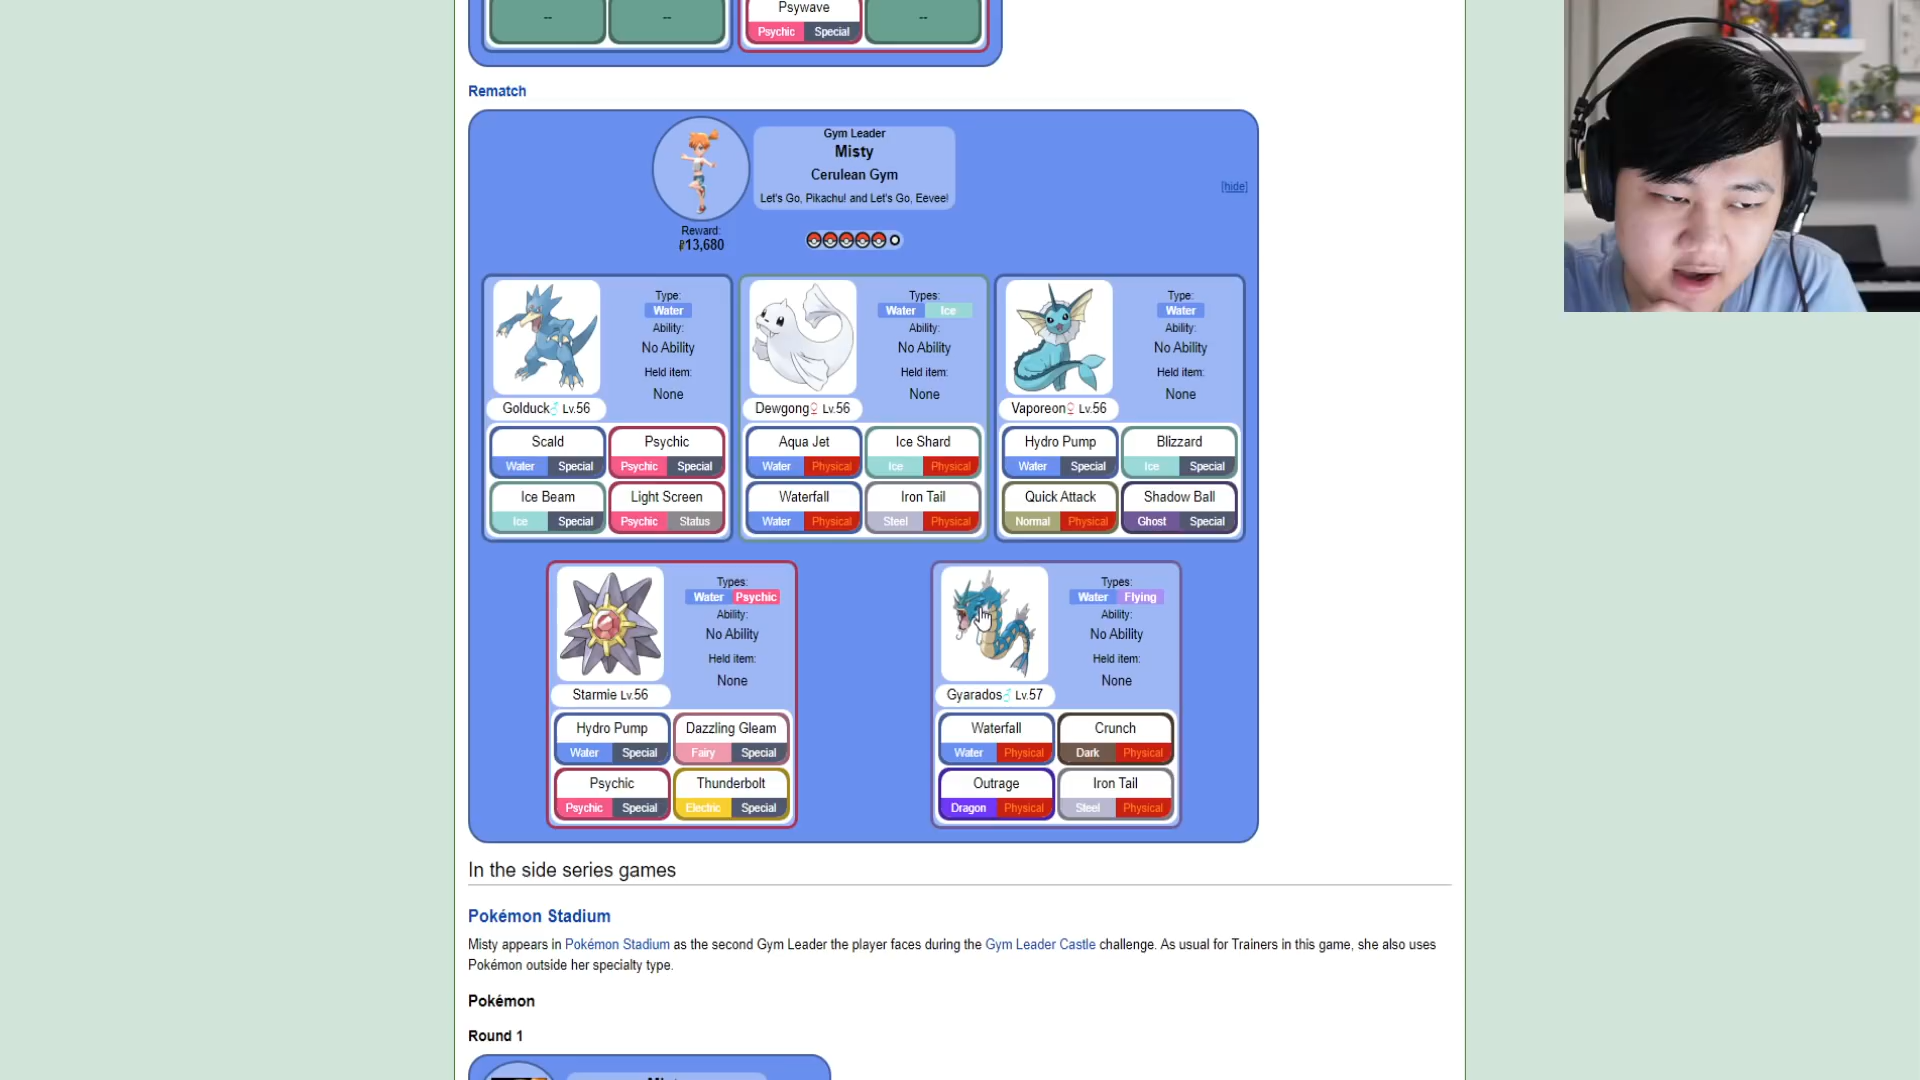 --
--
Psywave
--
Psychic Special
Rematch
Gym Leader
Misty
Cerulean Gym
Let's Go, Pikachu! and Let's Go, Eevee!
[hide]
Reward:
₽13,680
Type:
Water
Ability:
No Ability
Held item:
None
Golduck♂ Lv.56
Scald
Water Special
Psychic
Psychic Special
Ice Beam
Ice Special
Light Screen
Psychic Status
Types:
Water Ice
Ability:
No Ability
Held item:
None
Dewgong♀ Lv.56
Aqua Jet
Water Physical
Ice Shard
Ice Physical
Waterfall
Water Physical
Iron Tail
Steel Physical
Type:
Water
Ability:
No Ability
Held item:
None
Vaporeon♀ Lv.56
Hydro Pump
Water Special
Blizzard
Ice Special
Quick Attack
Normal Physical
Shadow Ball
Ghost Special
Types:
Water Psychic
Ability:
No Ability
Held item:
None
Starmie Lv.56
Hydro Pump
Water Special
Dazzling Gleam
Fairy Special
Psychic
Psychic Special
Thunderbolt
Electric Special
Types:
Water Flying
Ability:
No Ability
Held item:
None
Gyarados♂ Lv.57
Waterfall
Water Physical
Crunch
Dark Physical
Outrage
Dragon Physical
Iron Tail
Steel Physical
In the side series games
Pokémon Stadium
Misty appears in Pokémon Stadium as the second Gym Leader the player faces during the Gym Leader Castle challenge. As usual for Trainers in this game, she also uses
Pokémon outside her specialty type.
Pokémon
Round 1